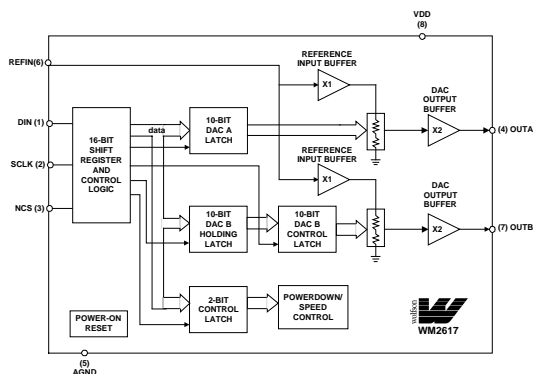 VDD
(8)
REFIN(6)
REFERENCE
INPUT BUFFER
X1
DAC
OUTPUT
BUFFER
X2
(4) OUTA
DIN (1)
SCLK (2)
NCS (3)
16-BIT
SHIFT
REGISTER
AND
CONTROL
LOGIC
data
10-BIT
DAC A
LATCH
REFERENCE
INPUT BUFFER
X1
DAC
OUTPUT
BUFFER
X2
(7) OUTB
10-BIT
DAC B
HOLDING
LATCH
10-BIT
DAC B
CONTROL
LATCH
2-BIT
CONTROL
LATCH
POWERDOWN/
SPEED
CONTROL
POWER-ON
RESET
wolfson
WM2617
(5)
AGND